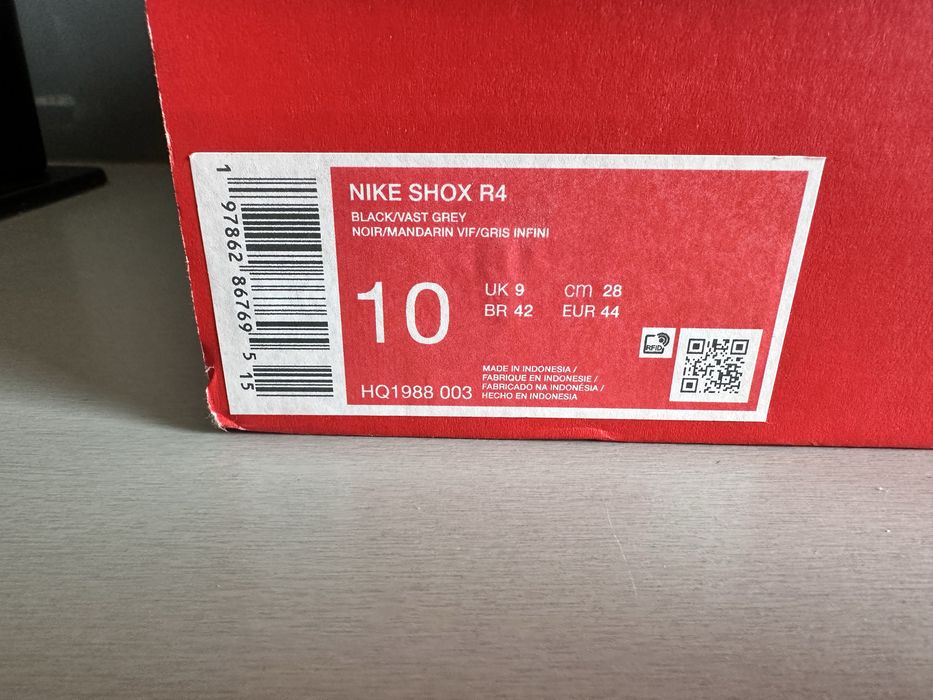 NIKE SHOX R4
BLACK/VAST GREY
NOIR/MANDARIN VIF/GRIS INFINI
10
UK 9 cm 28
BR 42 EUR 44
RFID
HQ1988 003
MADE IN INDONESIA /
FABRIQUE EN INDONESIE /
FABRICADO NA INDONÉSIA /
HECHO EN INDONESIA
1 97862 86769 5 15